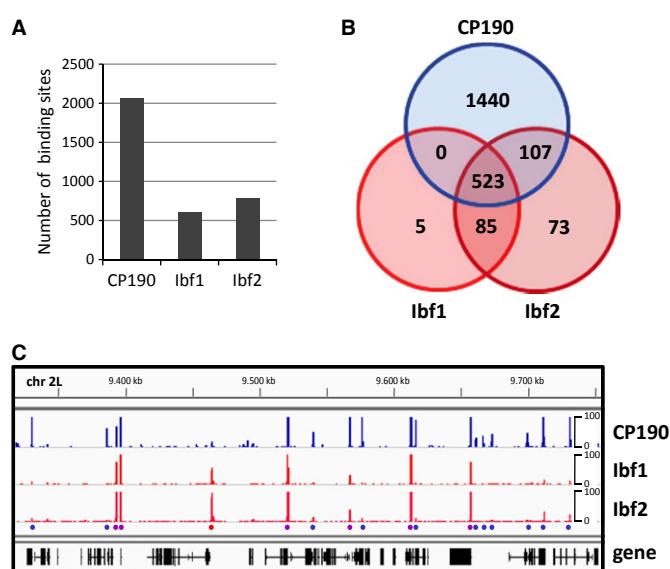 A
Number of binding sites
2500
2000
1500
1000
500
0
CP190 Ibf1 Ibf2
B
CP190
1440
0 107
523
5 85 73
Ibf1 Ibf2
C
chr 2L 9.400 kb 9.500 kb 9.600 kb 9.700 kb
100
CP190
0
100
Ibf1
0
100
Ibf2
0
gene